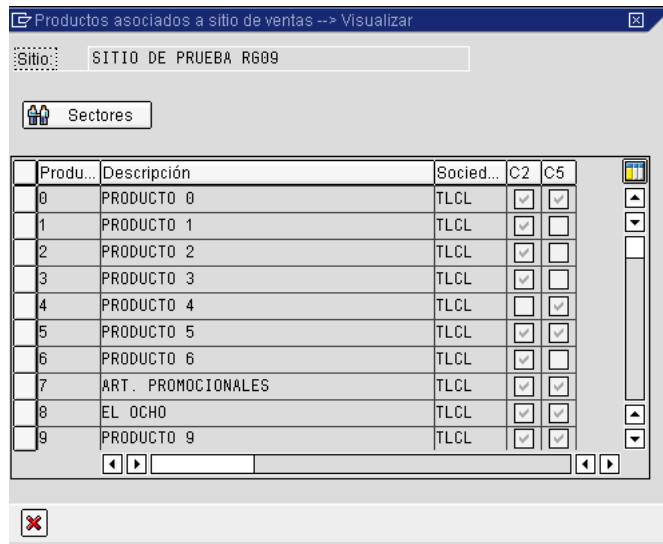 Productos asociados a sitio de ventas --> Visualizar
Sitio: SITIO DE PRUEBA RG09
Sectores
Produ... Descripción Socied... C2 C5
0 PRODUCTO 0 TLCL
1 PRODUCTO 1 TLCL
2 PRODUCTO 2 TLCL
3 PRODUCTO 3 TLCL
4 PRODUCTO 4 TLCL
5 PRODUCTO 5 TLCL
6 PRODUCTO 6 TLCL
7 ART. PROMOCIONALES TLCL
8 EL OCHO TLCL
9 PRODUCTO 9 TLCL